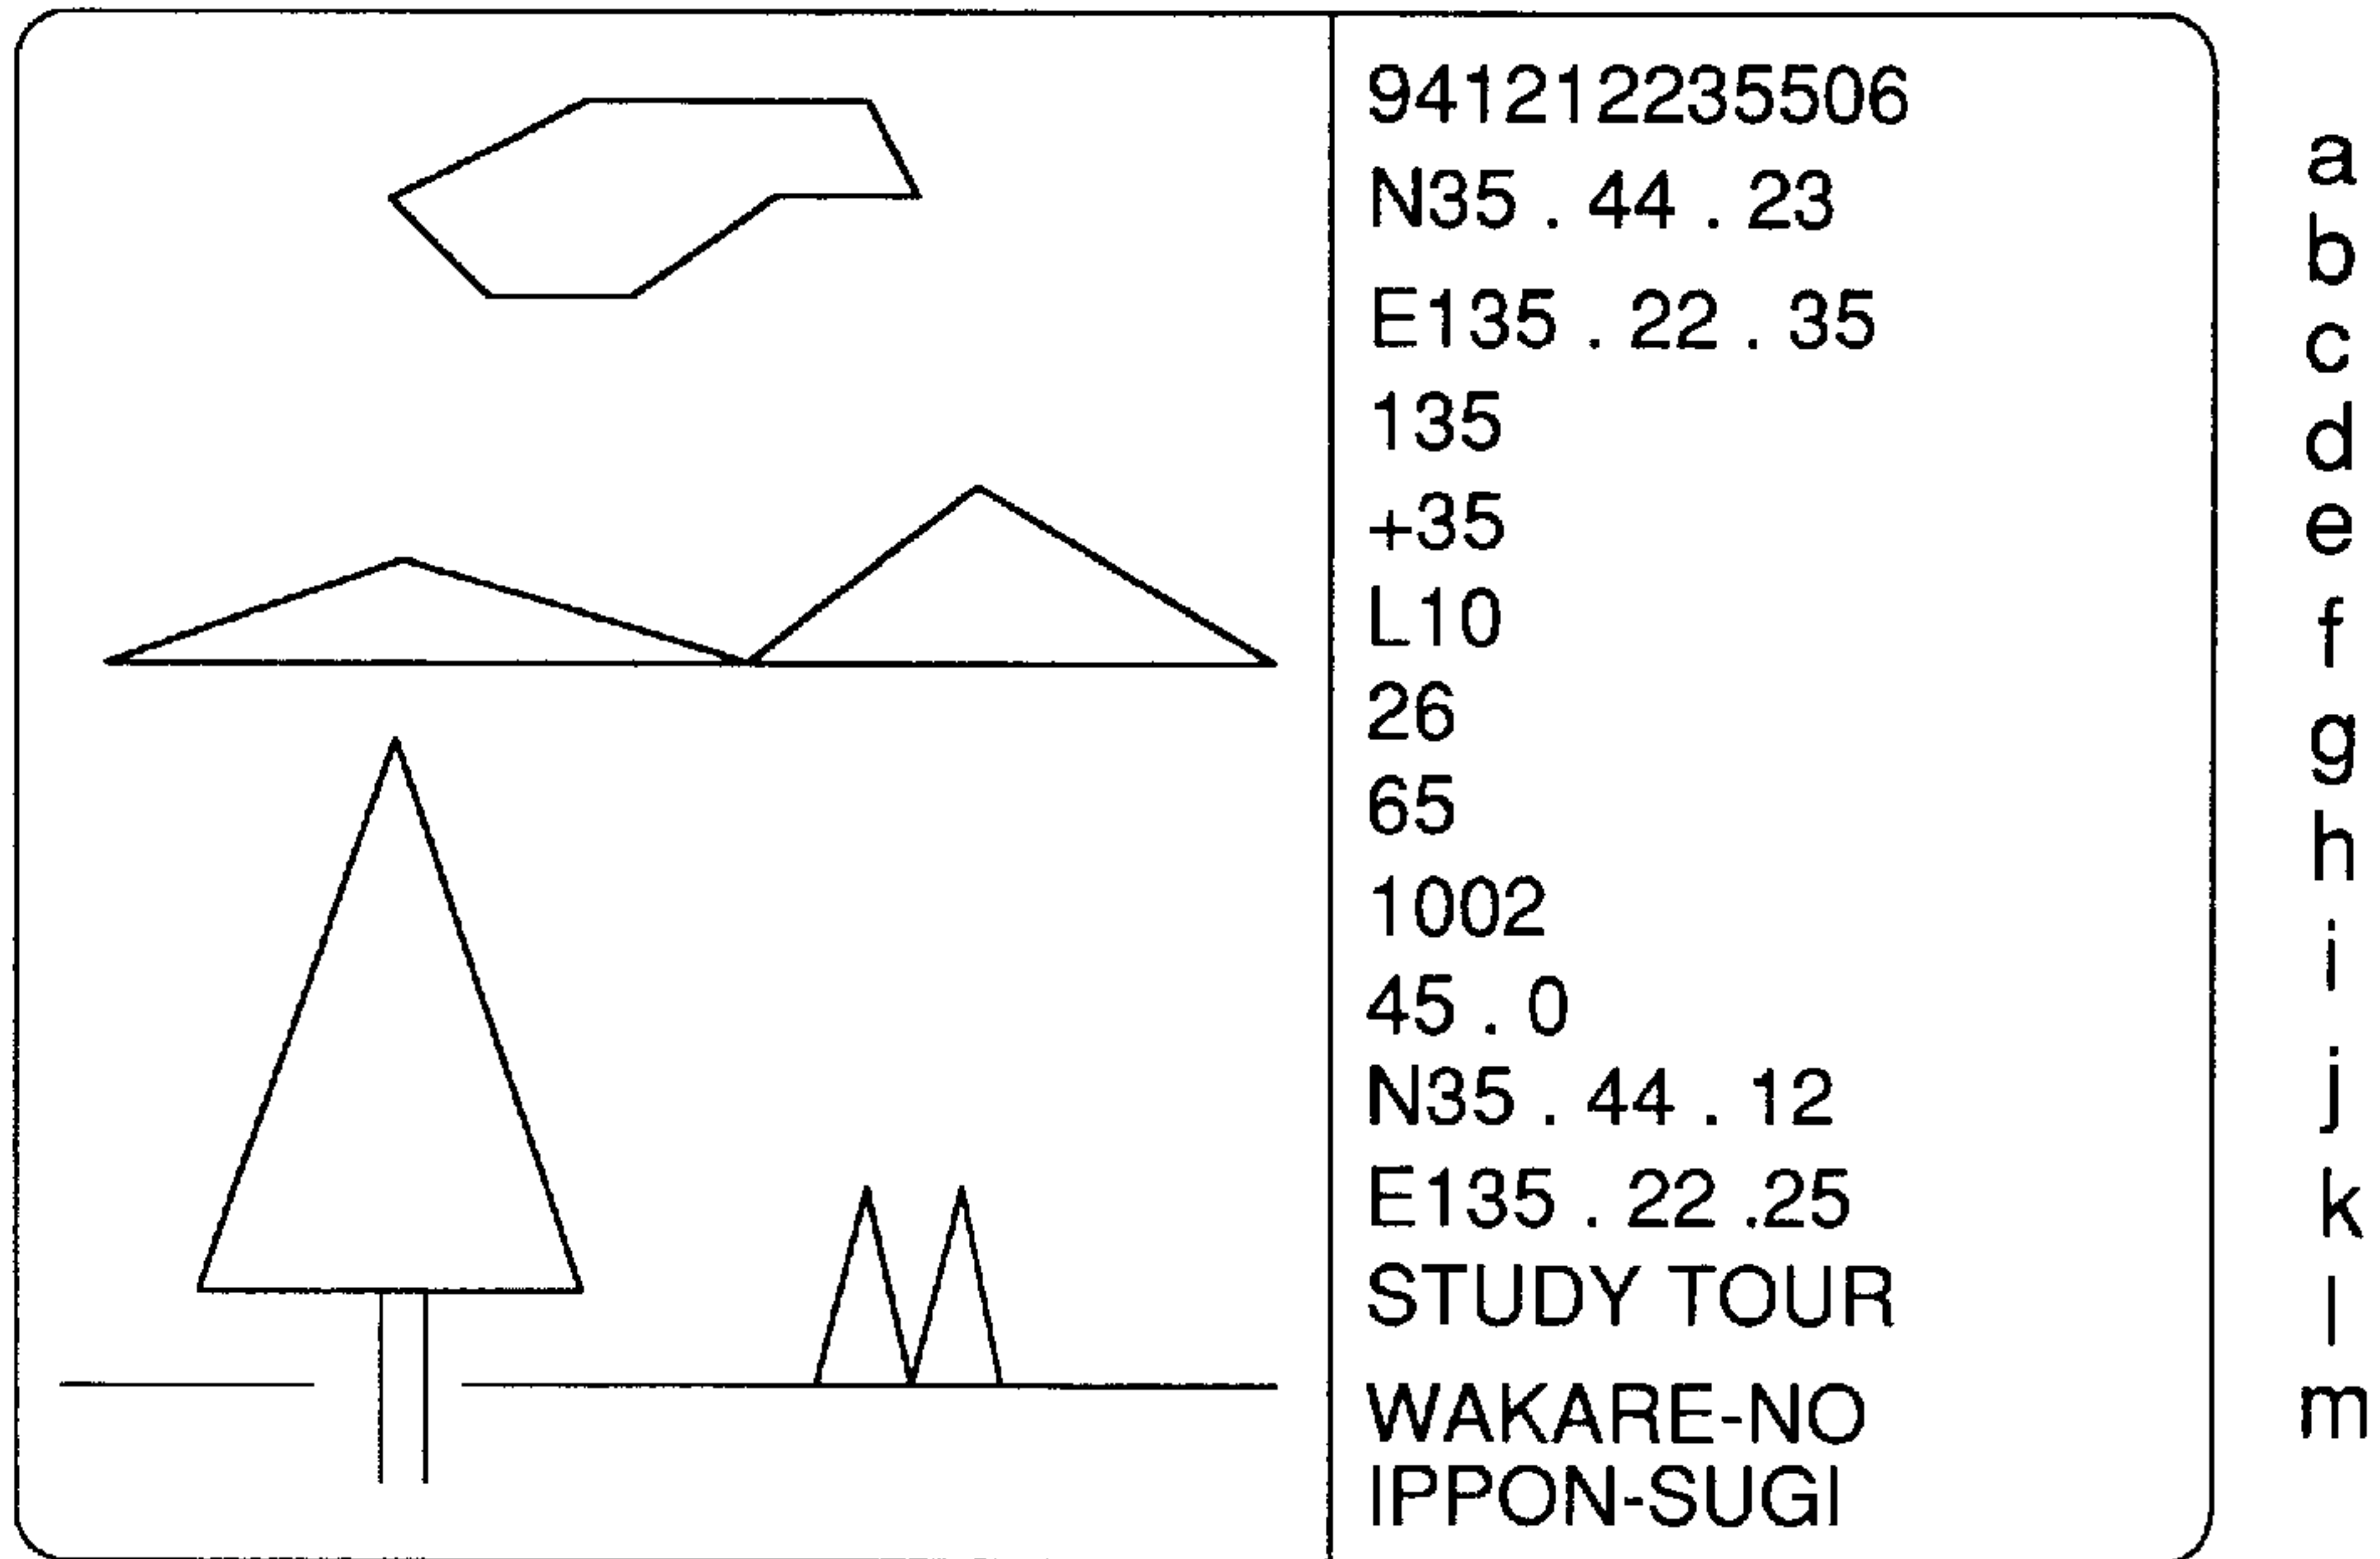 941212235506
N35 . 44 . 23
E135 . 22 . 35
135
+35
L10
26
65
1002
45 . 0
N35 . 44 . 12
E135 . 22 .25
STUDY TOUR
WAKARE-NO
IPPON-SUGI
a
b
c
d
e
f
g
h
i
j
k
l
m